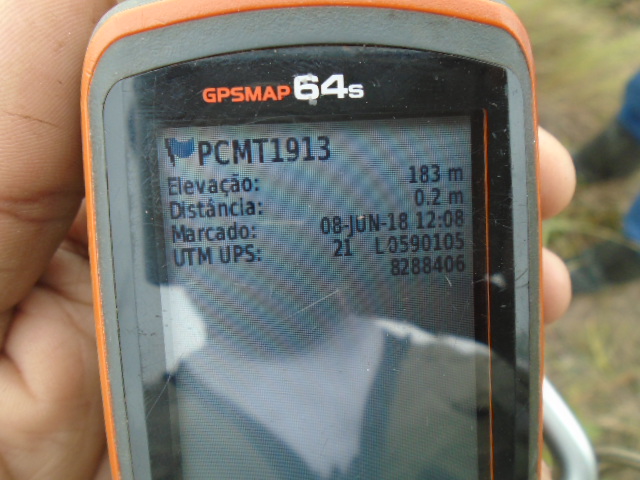 GPSMAP 64s
PCMT1913
Elevação: 183 m
Distância: 0.2 m
Marcado: 08-JUN-18 12:08
UTM UPS: 21 L0590105
8288406